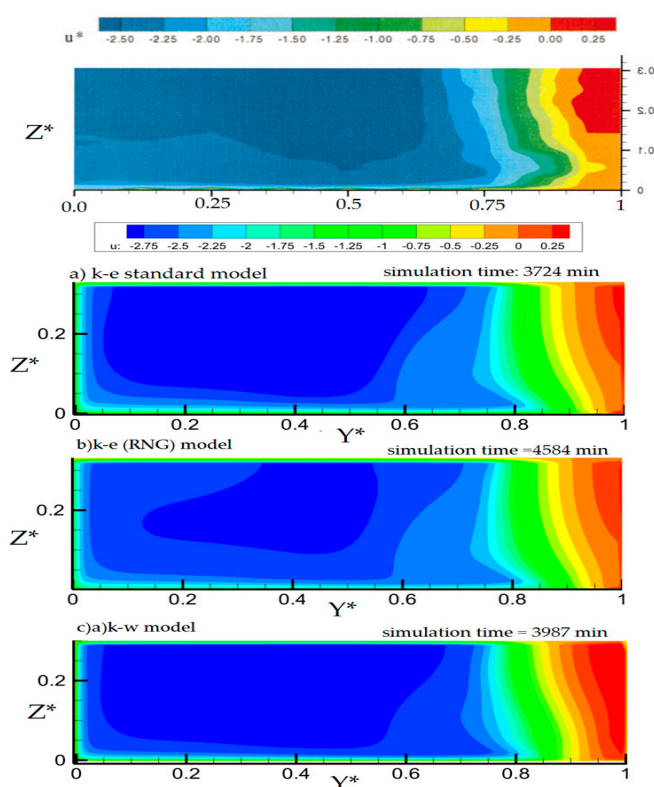 u* -2.50 -2.25 -2.00 -1.75 -1.50 -1.25 -1.00 -0.75 -0.50 -0.25 0.00 0.25
Z*
0.3
0.2
0.1
0
0.0 0.25 0.50 0.75 1
u: -2.75 -2.5 -2.25 -2 -1.75 -1.5 -1.25 -1 -0.75 -0.5 -0.25 0 0.25
a) k-e standard model simulation time: 3724 min
Z*
0.2
0
0 0.2 0.4 0.6 0.8 1
Y*
b)k-e (RNG) model simulation time =4584 min
Z*
0.2
0 0.2 0.4 0.6 0.8 1
Y*
c)a)k-w model simulation time = 3987 min
Z*
0.2
0
0 0.2 0.4 0.6 0.8 1
Y*